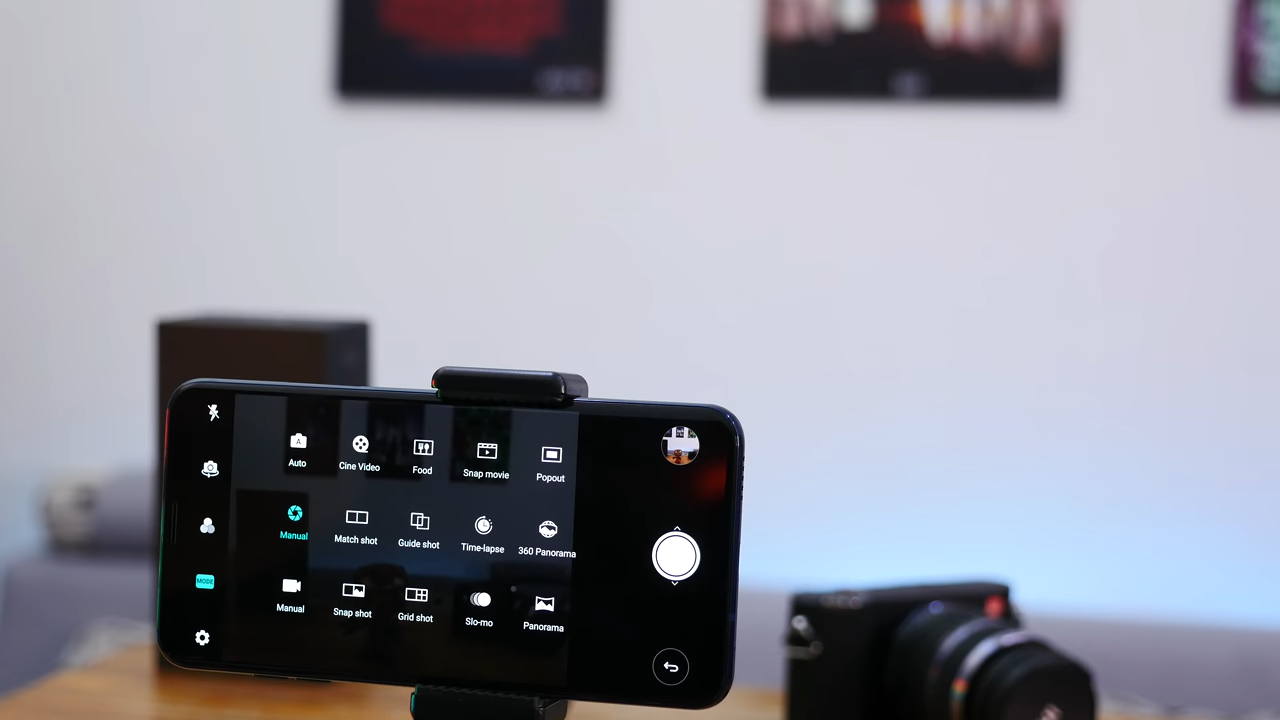 Auto
Cine Video
Food
Snap movie
Popout
Manual
Match shot
Guide shot
Time-lapse
360 Panorama
MODE
Manual
Snap shot
Grid shot
Slo-mo
Panorama